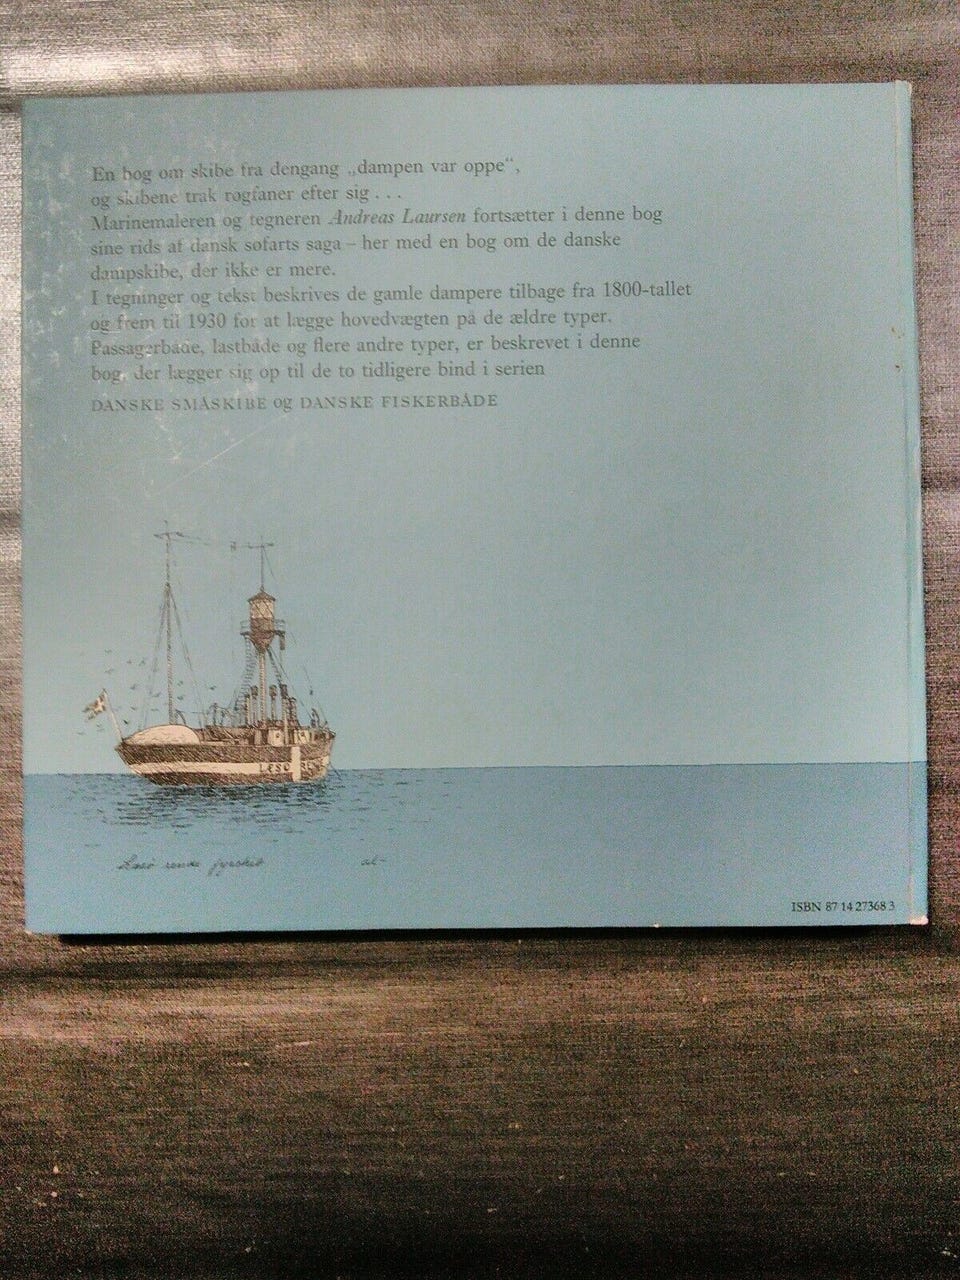 En bog om skibe fra dengang „dampen var oppe“,
og skibene trak røgfaner efter sig . . .
Marinemaleren og tegneren Andreas Laursen fortsætter i denne bog
sine rids af dansk søfarts saga – her med en bog om de danske
dampskibe, der ikke er mere.
I tegninger og tekst beskrives de gamle dampere tilbage fra 1800-tallet
og frem til 1930 for at lægge hovedvægten på de ældre typer.
Passagerbåde, lastbåde og flere andre typer, er beskrevet i denne
bog, der lægger sig op til de to tidligere bind i serien
DANSKE SMÅSKIBE og DANSKE FISKERBÅDE
Læsø rende fyrskib al-
ISBN 87 14 27368 3